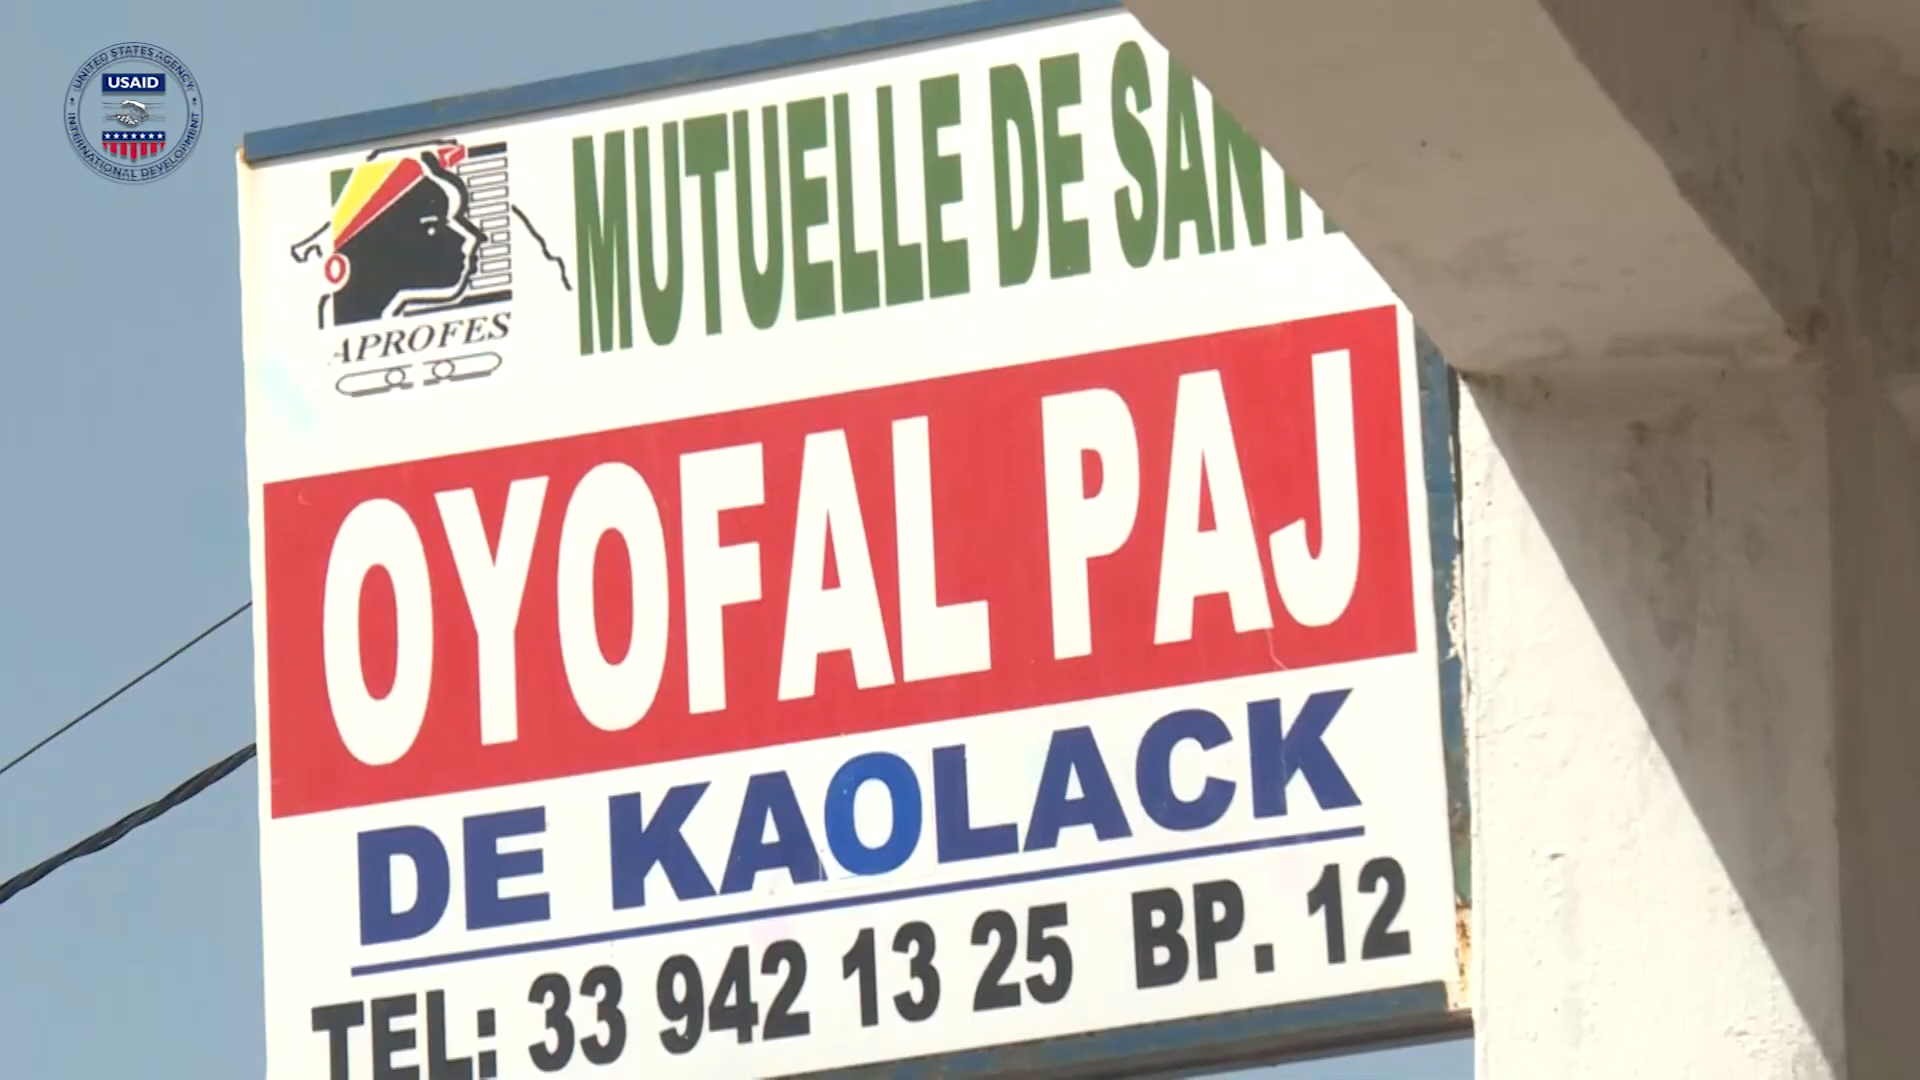 UNITED STATES AGENCY
USAID
INTERNATIONAL DEVELOPMENT
MUTUELLE DE SANT
APROFES
OYOFAL PAJ
DE KAOLACK
TEL: 33 942 13 25 BP. 12